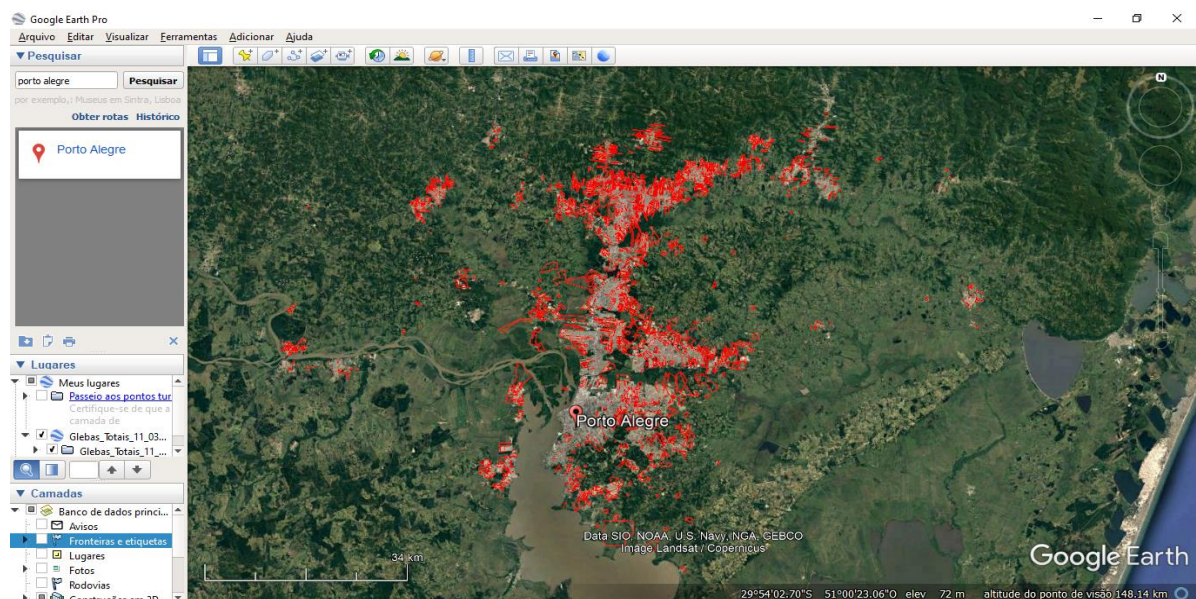 Google Earth Pro
Arquivo Editar Visualizar Ferramentas Adicionar Ajuda
Pesquisar
porto alegre
Pesquisar
por exemplo,: Museus em Sintra, Lisboa
Obter rotas Histórico
Porto Alegre
Lugares
Meus lugares
Passeio aos pontos tur
Certifique-se de que a
camada de
Glebas_Totais_11_03...
Glebas_Totais_11_...
Camadas
Banco de dados princi...
Avisos
Fronteiras e etiquetas
Lugares
Fotos
Rodovias
Construções em 3D
N
Porto Alegre
Data SIO, NOAA, U.S. Navy, NGA, GEBCO
Image Landsat / Copernicus
34 km
Google Earth
29°54'02.70"S 51°00'23.06"O elev 72 m altitude do ponto de visão 148.14 km